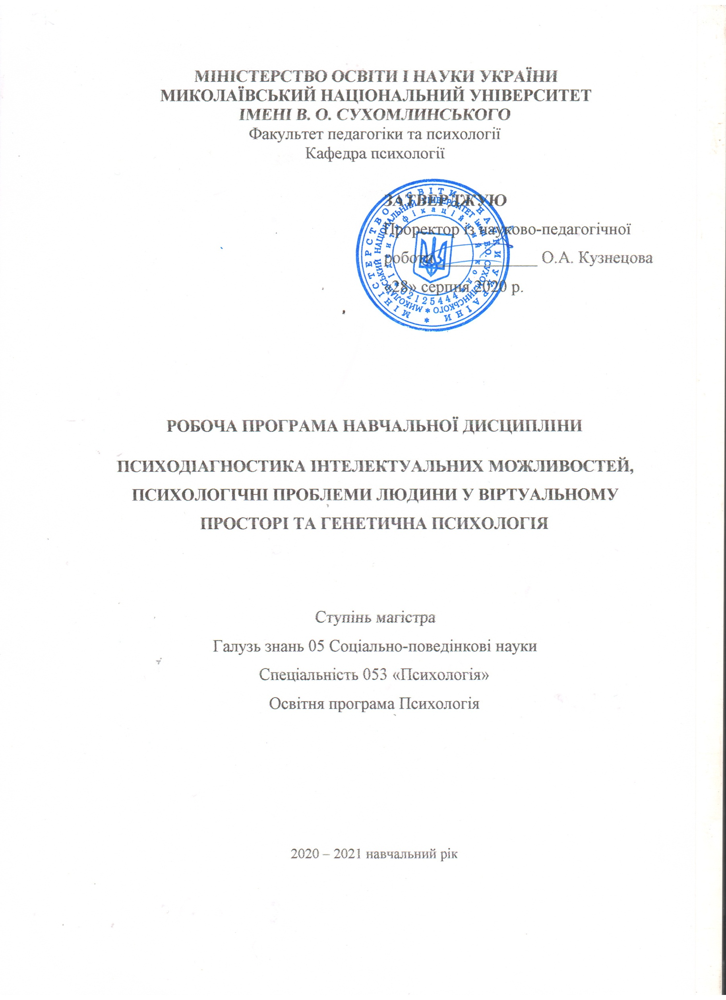 МІНІСТЕРСТВО ОСВІТИ І НАУКИ УКРАЇНИ
МИКОЛАЇВСЬКИЙ НАЦІОНАЛЬНИЙ УНІВЕРСИТЕТ
ІМЕНІ В. О. СУХОМЛИНСЬКОГО
Факультет педагогіки та психології
Кафедра психології
ЗАТВЕРДЖУЮ
Проректор із науково-педагогічної
роботи ____________ О.А. Кузнецова
«28» серпня 2020 р.
МІНІСТЕРСТВО ОСВІТИ І НАУКИ УКРАЇНИ *
МИКОЛАЇВСЬКИЙ НАЦІОНАЛЬНИЙ УНІВЕРСИТЕТ імені В.О. СУХОМЛИНСЬКОГО *
Ідентифікаційний код * 02125444 *
РОБОЧА ПРОГРАМА НАВЧАЛЬНОЇ ДИСЦИПЛІНИ
ПСИХОДІАГНОСТИКА ІНТЕЛЕКТУАЛЬНИХ МОЖЛИВОСТЕЙ,
ПСИХОЛОГІЧНІ ПРОБЛЕМИ ЛЮДИНИ У ВІРТУАЛЬНОМУ
ПРОСТОРІ ТА ГЕНЕТИЧНА ПСИХОЛОГІЯ
Ступінь магістра
Галузь знань 05 Соціально-поведінкові науки
Спеціальність 053 «Психологія»
Освітня програма Психологія
2020 – 2021 навчальний рік